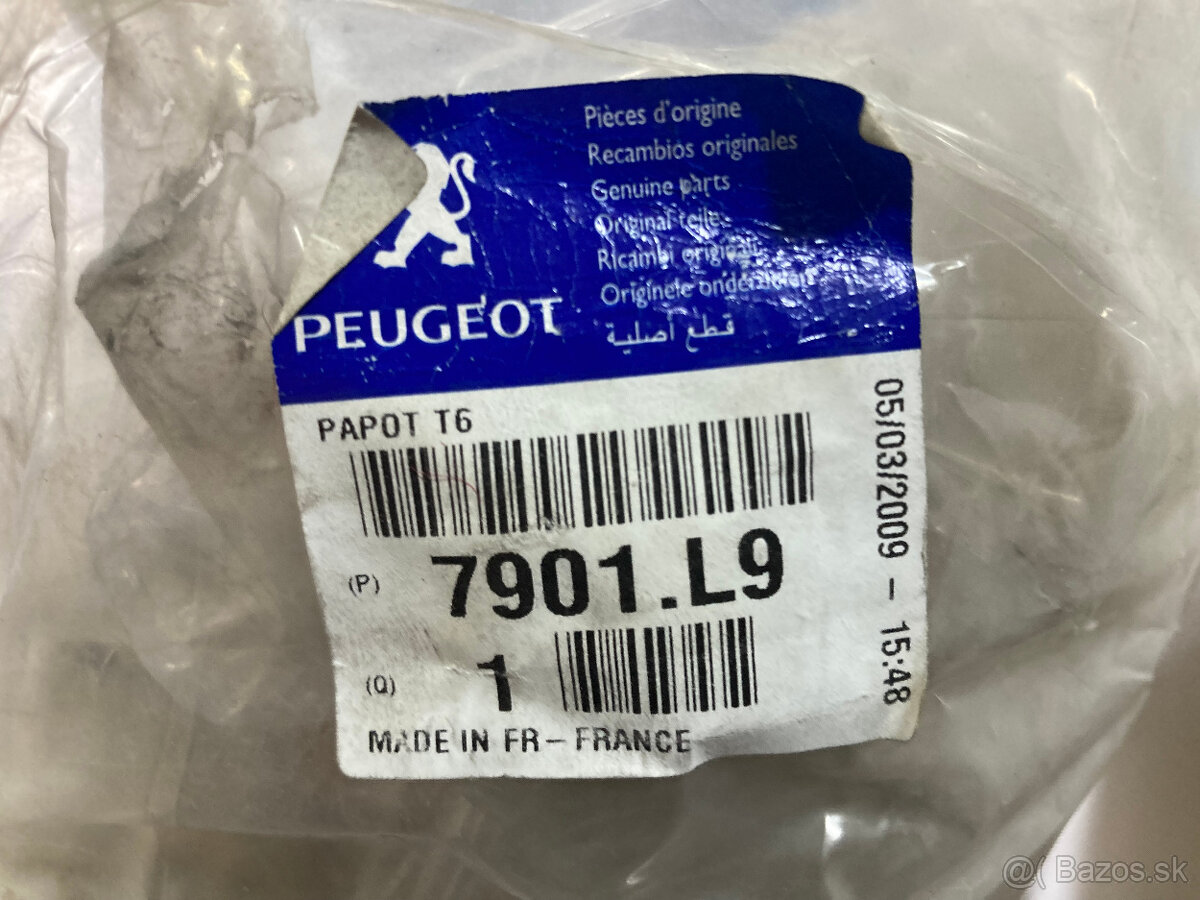 Pièces d'origine
Recambios originales
Genuine parts
Original teile
Ricambi originali
Originele onderdelen
قطع أصلية
PEUGEOT
PAPOT T6
(P) 7901.L9
(Q) 1
MADE IN FR - FRANCE
05/03/2009 - 15:48
@( Bazos.sk